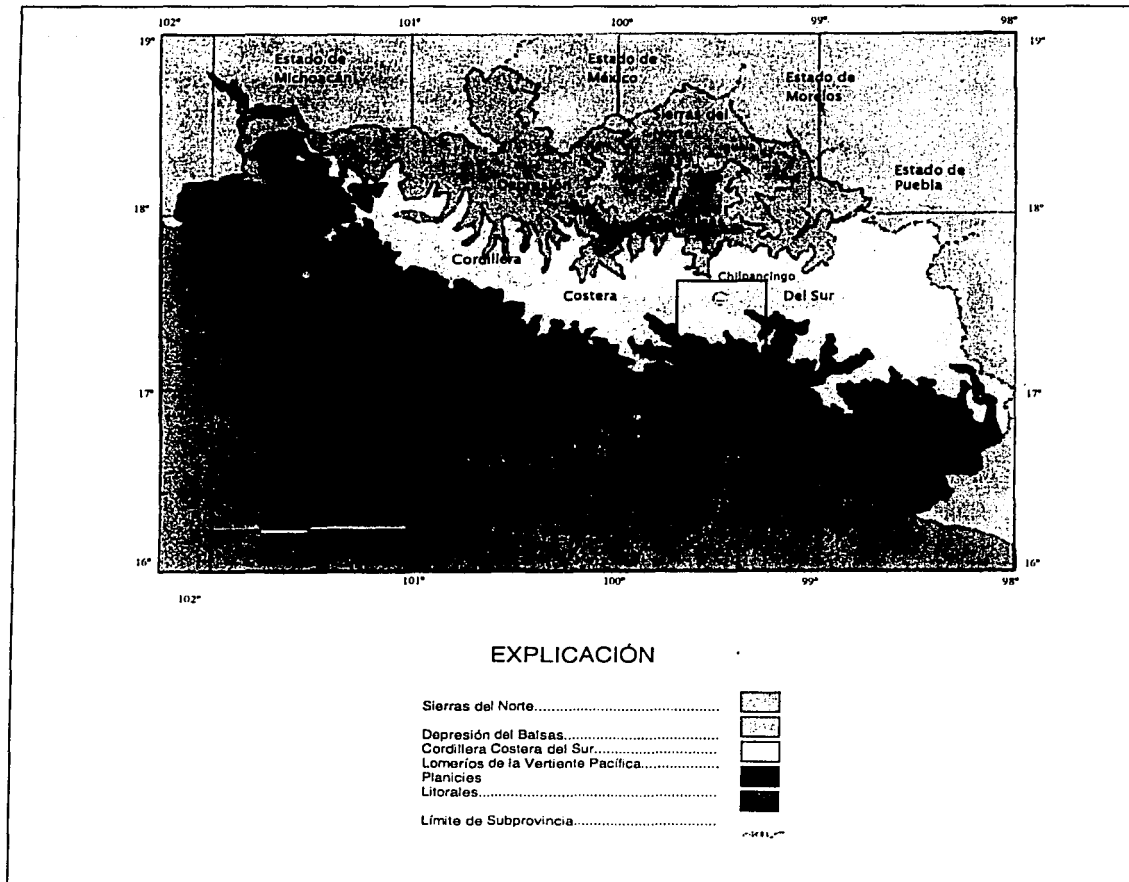 102° 101° 100° 99° 98°
19° 19°
Estado de
Michoacán
Estado de
México
Estado de
Morelos
Sierras del
Estado de
Puebla
Depresión
18° 18°
Cordillera
Chilpancingo
Costera
Del Sur
17° 17°
16° 16°
101° 100° 99° 98°
102°
EXPLICACIÓN
Sierras del Norte
Depresión del Balsas
Cordillera Costera del Sur
Lomeríos de la Vertiente Pacífica
Planicies
Litorales
Límite de Subprovincia